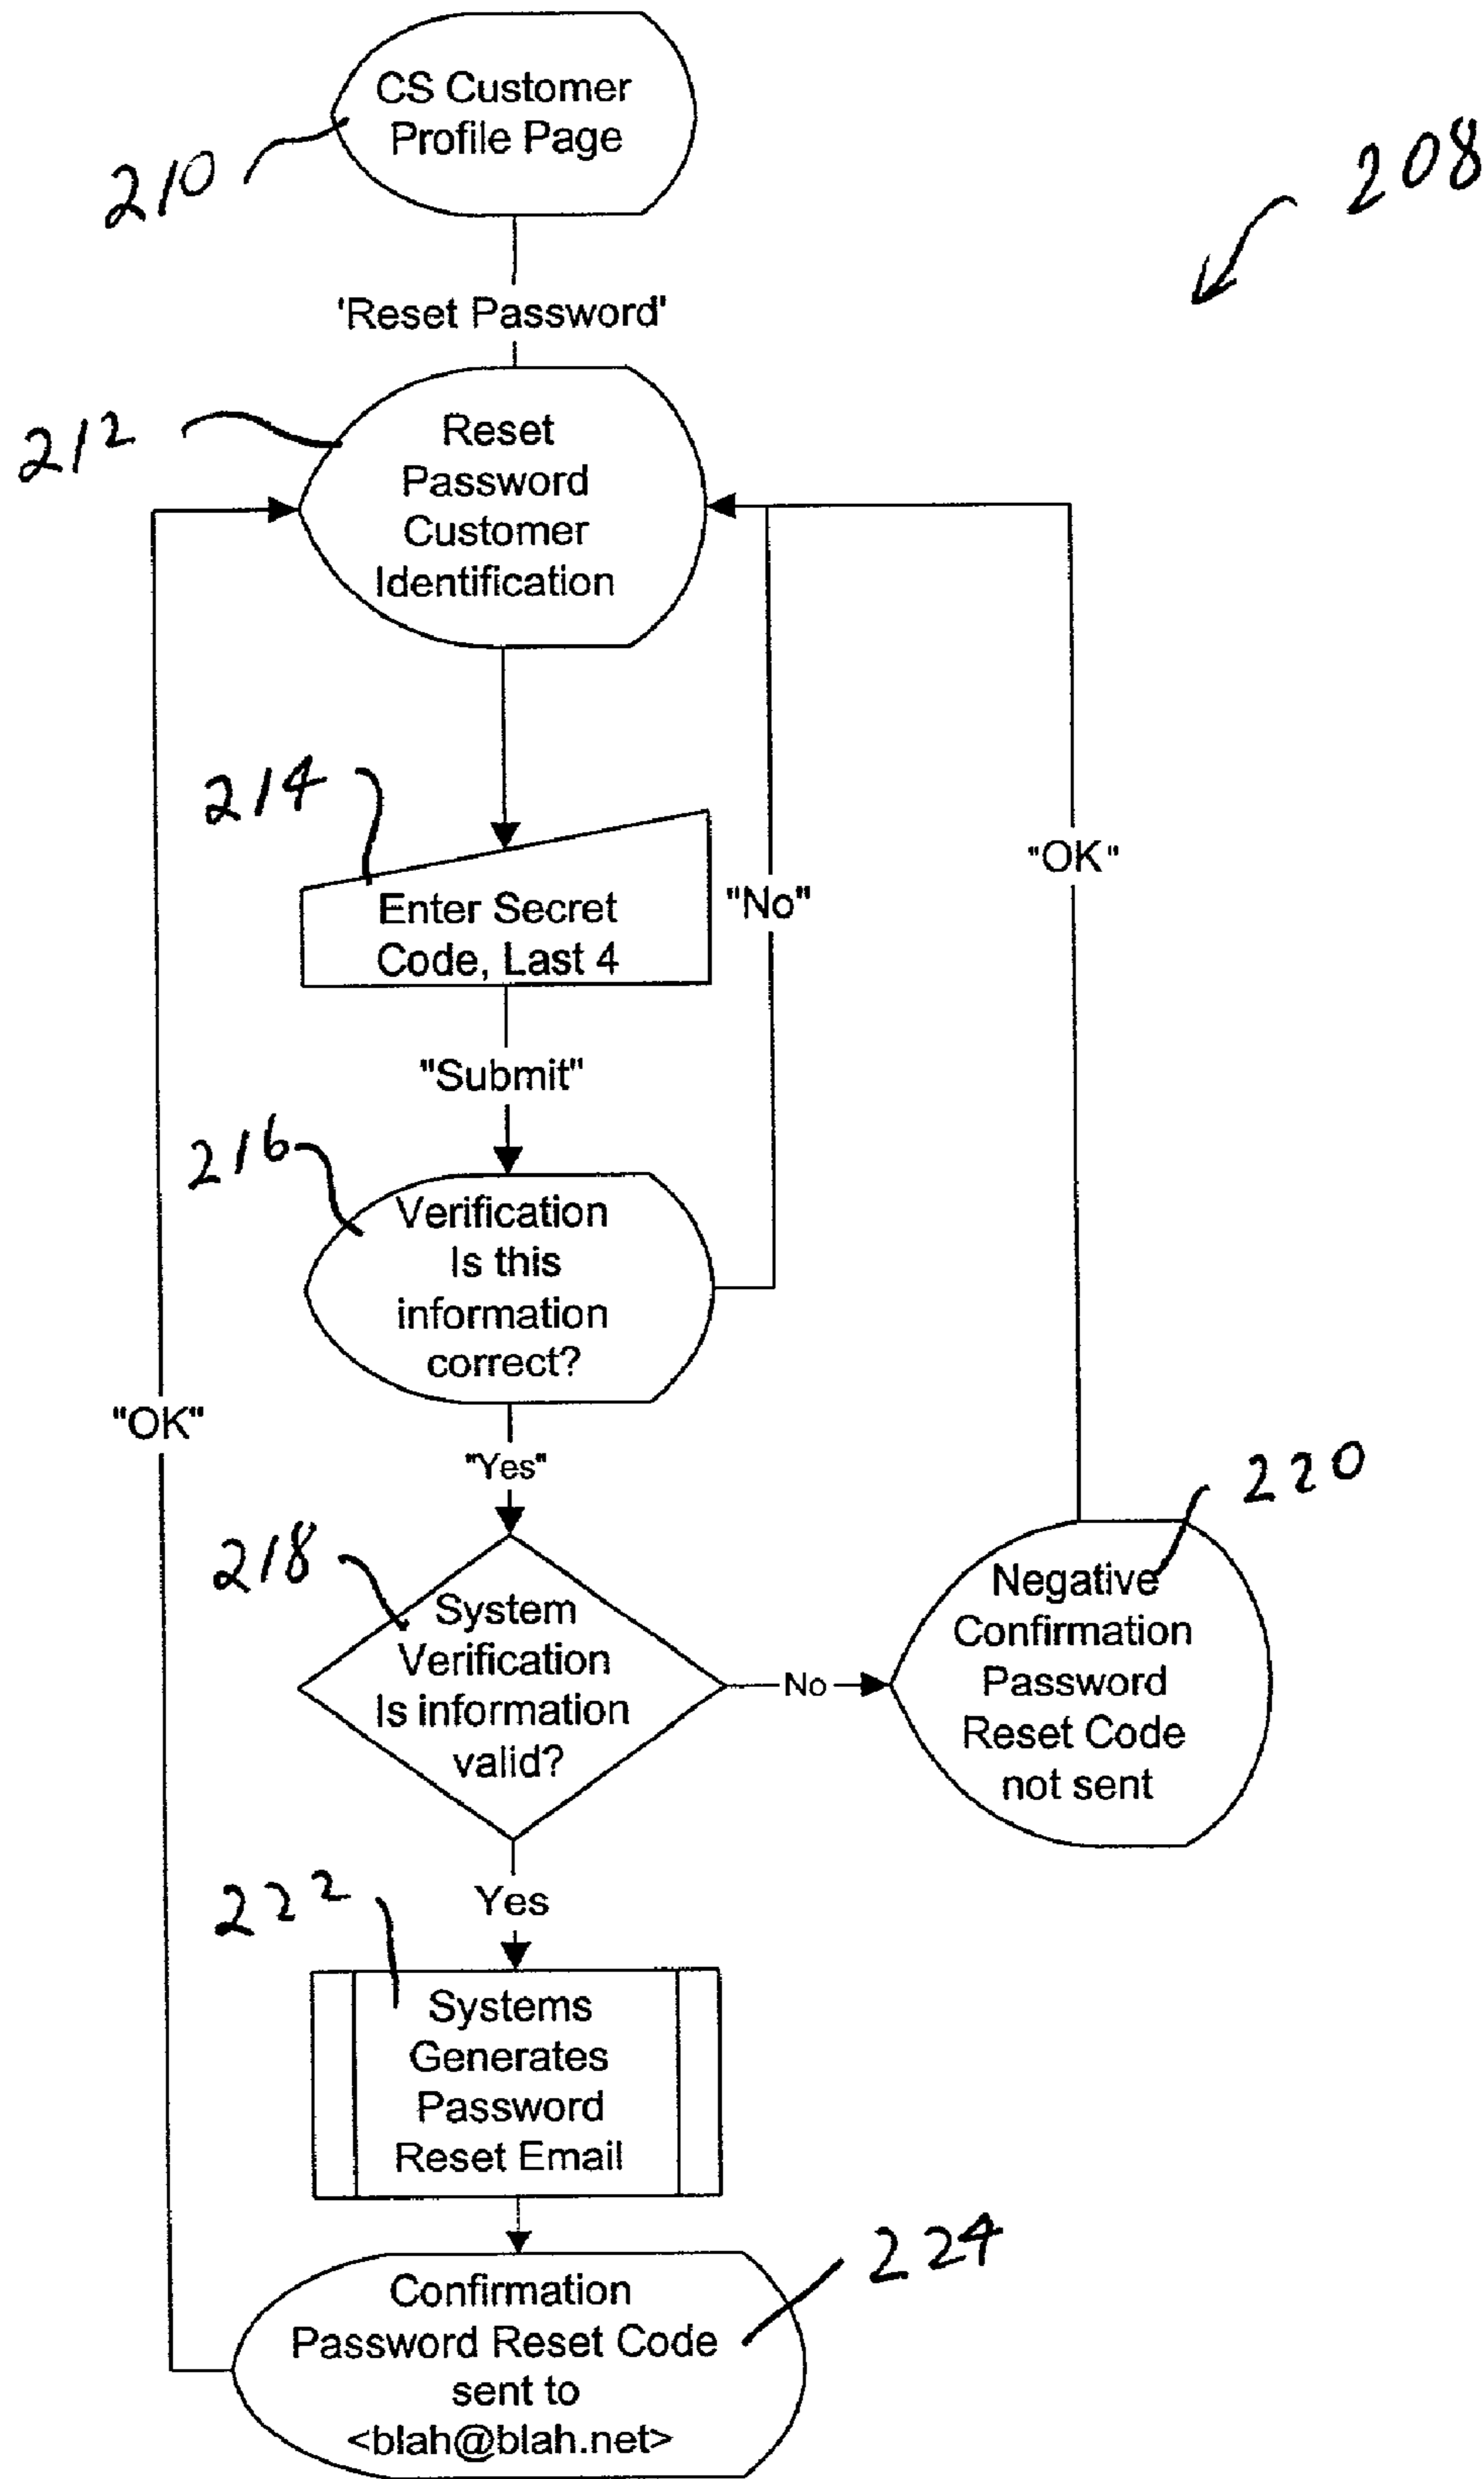 CS Customer
Profile Page
210
208
'Reset Password'
212
Reset
Password
Customer
Identification
214
Enter Secret
Code, Last 4
"No"
"OK"
"Submit"
216
Verification
Is this
information
correct?
"OK"
"Yes"
218
System
Verification
Is information
valid?
No
220
Negative
Confirmation
Password
Reset Code
not sent
Yes
222
Systems
Generates
Password
Reset Email
224
Confirmation
Password Reset Code
sent to
<blah@blah.net>